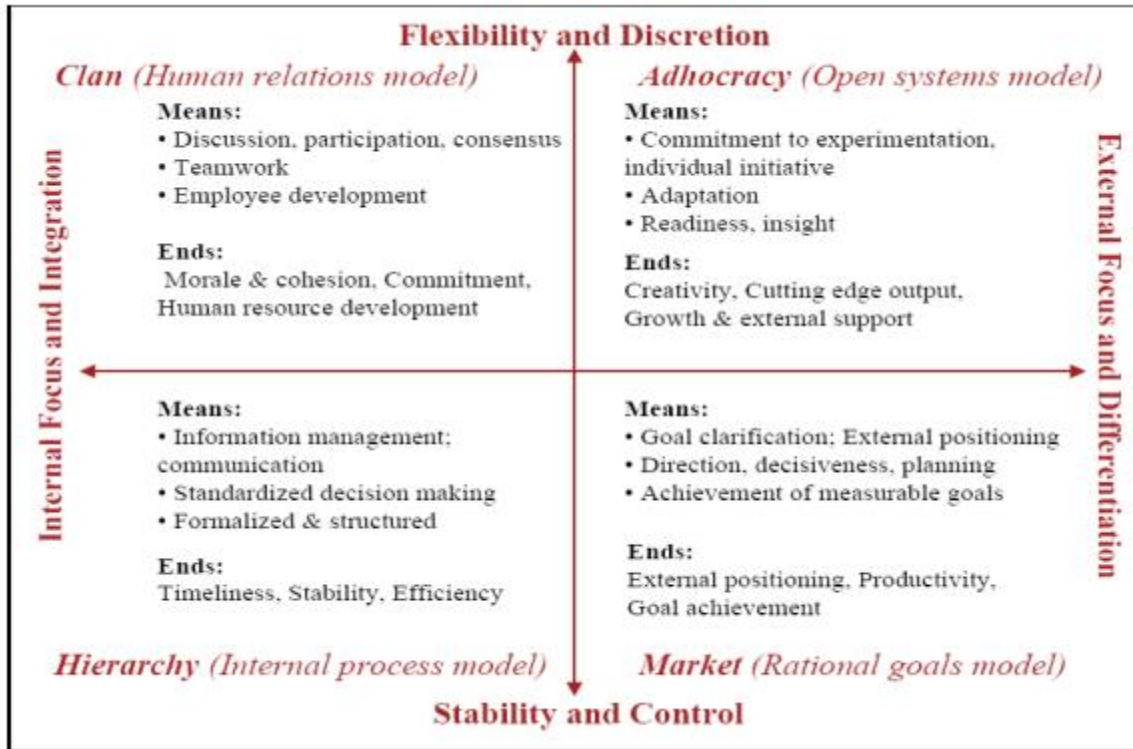 Flexibility and Discretion
Clan (Human relations model)
Means:
• Discussion, participation, consensus
• Teamwork
• Employee development
Ends:
Morale & cohesion, Commitment,
Human resource development
Adhocracy (Open systems model)
Means:
• Commitment to experimentation,
individual initiative
• Adaptation
• Readiness, insight
Ends:
Creativity, Cutting edge output,
Growth & external support
Internal Focus and Integration
External Focus and Differentiation
Means:
• Information management;
communication
• Standardized decision making
• Formalized & structured
Ends:
Timeliness, Stability, Efficiency
Hierarchy (Internal process model)
Means:
• Goal clarification; External positioning
• Direction, decisiveness, planning
• Achievement of measurable goals
Ends:
External positioning, Productivity,
Goal achievement
Market (Rational goals model)
Stability and Control